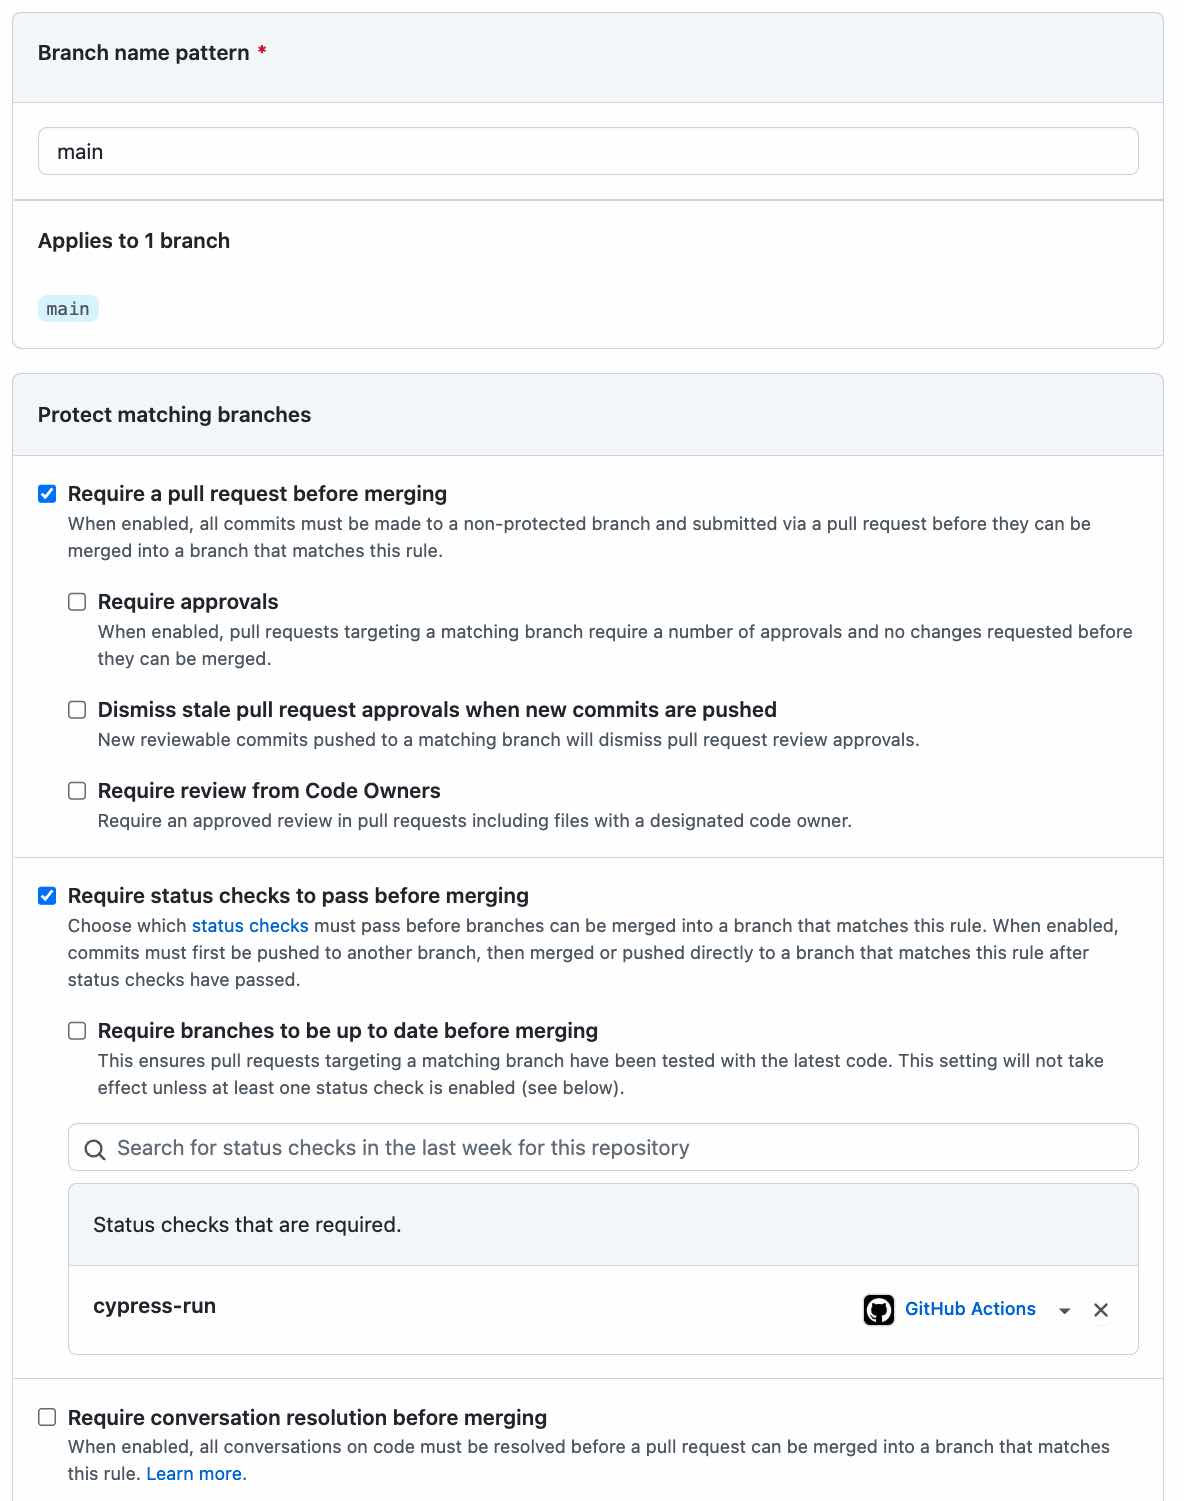 Branch name pattern *
main
Applies to 1 branch
main
Protect matching branches
Require a pull request before merging
When enabled, all commits must be made to a non-protected branch and submitted via a pull request before they can be
merged into a branch that matches this rule.
Require approvals
When enabled, pull requests targeting a matching branch require a number of approvals and no changes requested before
they can be merged.
Dismiss stale pull request approvals when new commits are pushed
New reviewable commits pushed to a matching branch will dismiss pull request review approvals.
Require review from Code Owners
Require an approved review in pull requests including files with a designated code owner.
Require status checks to pass before merging
Choose which status checks must pass before branches can be merged into a branch that matches this rule. When enabled,
commits must first be pushed to another branch, then merged or pushed directly to a branch that matches this rule after
status checks have passed.
Require branches to be up to date before merging
This ensures pull requests targeting a matching branch have been tested with the latest code. This setting will not take
effect unless at least one status check is enabled (see below).
Search for status checks in the last week for this repository
Status checks that are required.
cypress-run GitHub Actions
Require conversation resolution before merging
When enabled, all conversations on code must be resolved before a pull request can be merged into a branch that matches
this rule. Learn more.